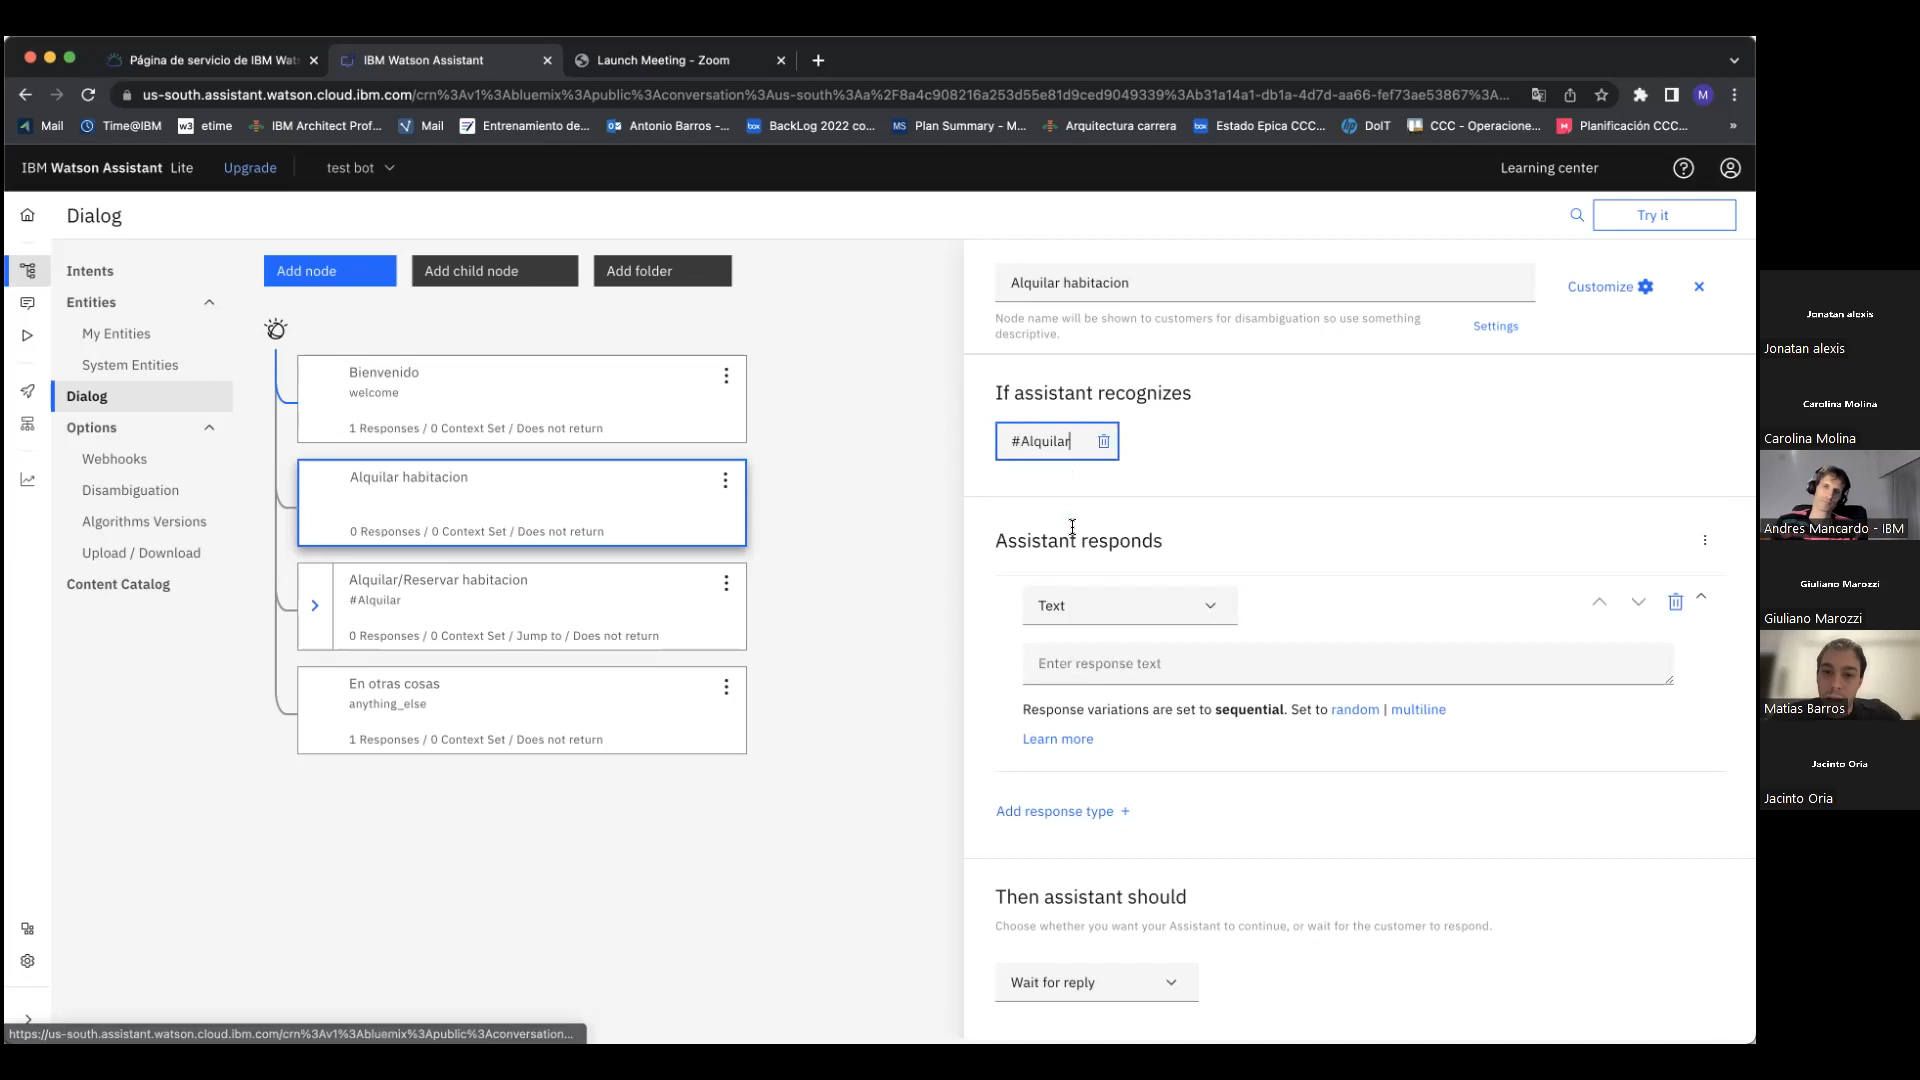 Página de servicio de IBM Wat
IBM Watson Assistant
Launch Meeting - Zoom
us-south.assistant.watson.cloud.ibm.com/crn%3Av1%3Abluemix%3Apublic%3Aconversation%3Aus-south%3Aa%2F8a4c908216a253d55e81d9ced9049339%3Ab31a14a1-db1a-4d7d-aa66-fef73ae53867%3A...
M
Mail
Time@IBM
w3 etime
IBM Architect Prof...
Mail
Entrenamiento de...
Antonio Barros -...
box BackLog 2022 co...
MS Plan Summary - M...
Arquitectura carrera
box Estado Epica CCC...
DoIT
CCC - Operacione...
M Planificación CCC...
»
IBM Watson Assistant Lite
Upgrade
test bot
Learning center
Dialog
Try it
Intents
Entities
My Entities
System Entities
Dialog
Options
Webhooks
Disambiguation
Algorithms Versions
Upload / Download
Content Catalog
Add node
Add child node
Add folder
Bienvenido
welcome
1 Responses / 0 Context Set / Does not return
Alquilar habitacion
0 Responses / 0 Context Set / Does not return
Alquilar/Reservar habitacion
#Alquilar
0 Responses / 0 Context Set / Jump to / Does not return
En otras cosas
anything_else
1 Responses / 0 Context Set / Does not return
Alquilar habitacion
Customize
Node name will be shown to customers for disambiguation so use something
descriptive.
Settings
If assistant recognizes
#Alquilar
Assistant responds
Text
Enter response text
Response variations are set to sequential. Set to random | multiline
Learn more
Add response type +
Then assistant should
Choose whether you want your Assistant to continue, or wait for the customer to respond.
Wait for reply
https://us-south.assistant.watson.cloud.ibm.com/crn%3Av1%3Abluemix%3Apublic%3Aconversation...
Jonatan alexis
Jonatan alexis
Carolina Molina
Carolina Molina
Andres Mancardo - IBM
Giuliano Marozzi
Giuliano Marozzi
Matias Barros
Jacinto Oria
Jacinto Oria